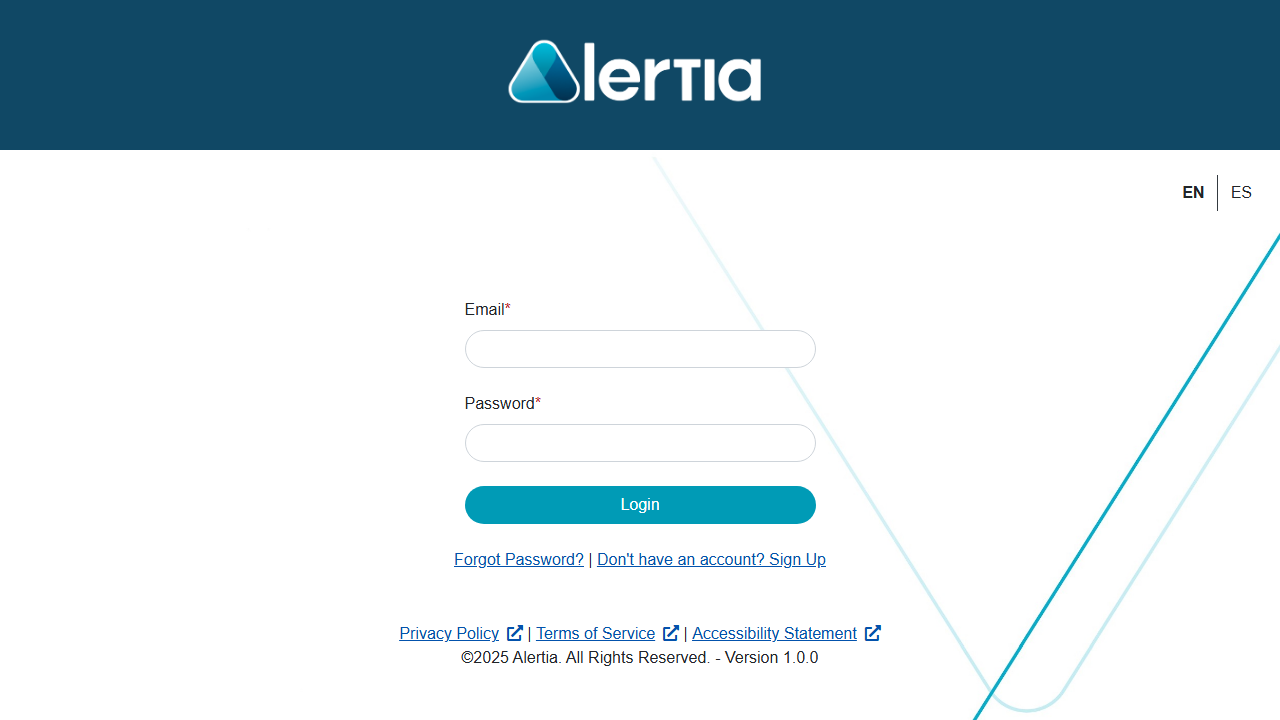 Alertia
EN | ES
Email*
Password*
Login
Forgot Password? | Don't have an account? Sign Up
Privacy Policy | Terms of Service | Accessibility Statement
©2025 Alertia. All Rights Reserved. - Version 1.0.0